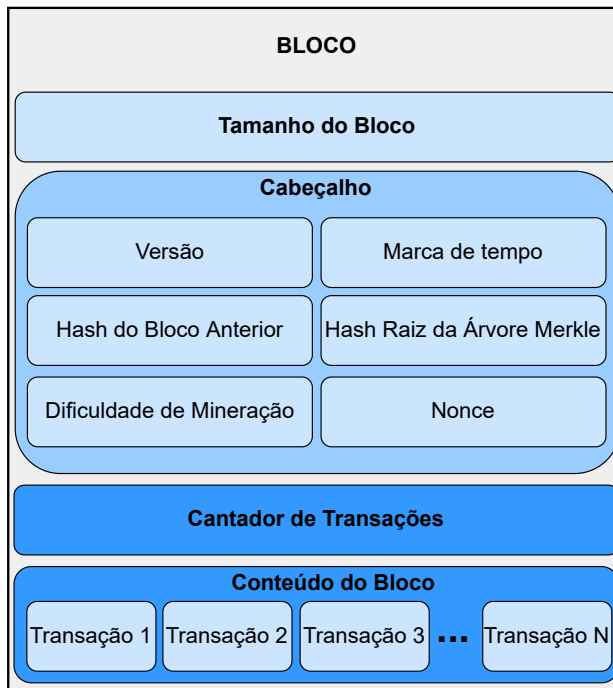 BLOCO
Tamanho do Bloco
Cabeçalho
Versão
Marca de tempo
Hash do Bloco Anterior
Hash Raiz da Árvore Merkle
Dificuldade de Mineração
Nonce
Cantador de Transações
Conteúdo do Bloco
Transação 1
Transação 2
Transação 3
...
Transação N